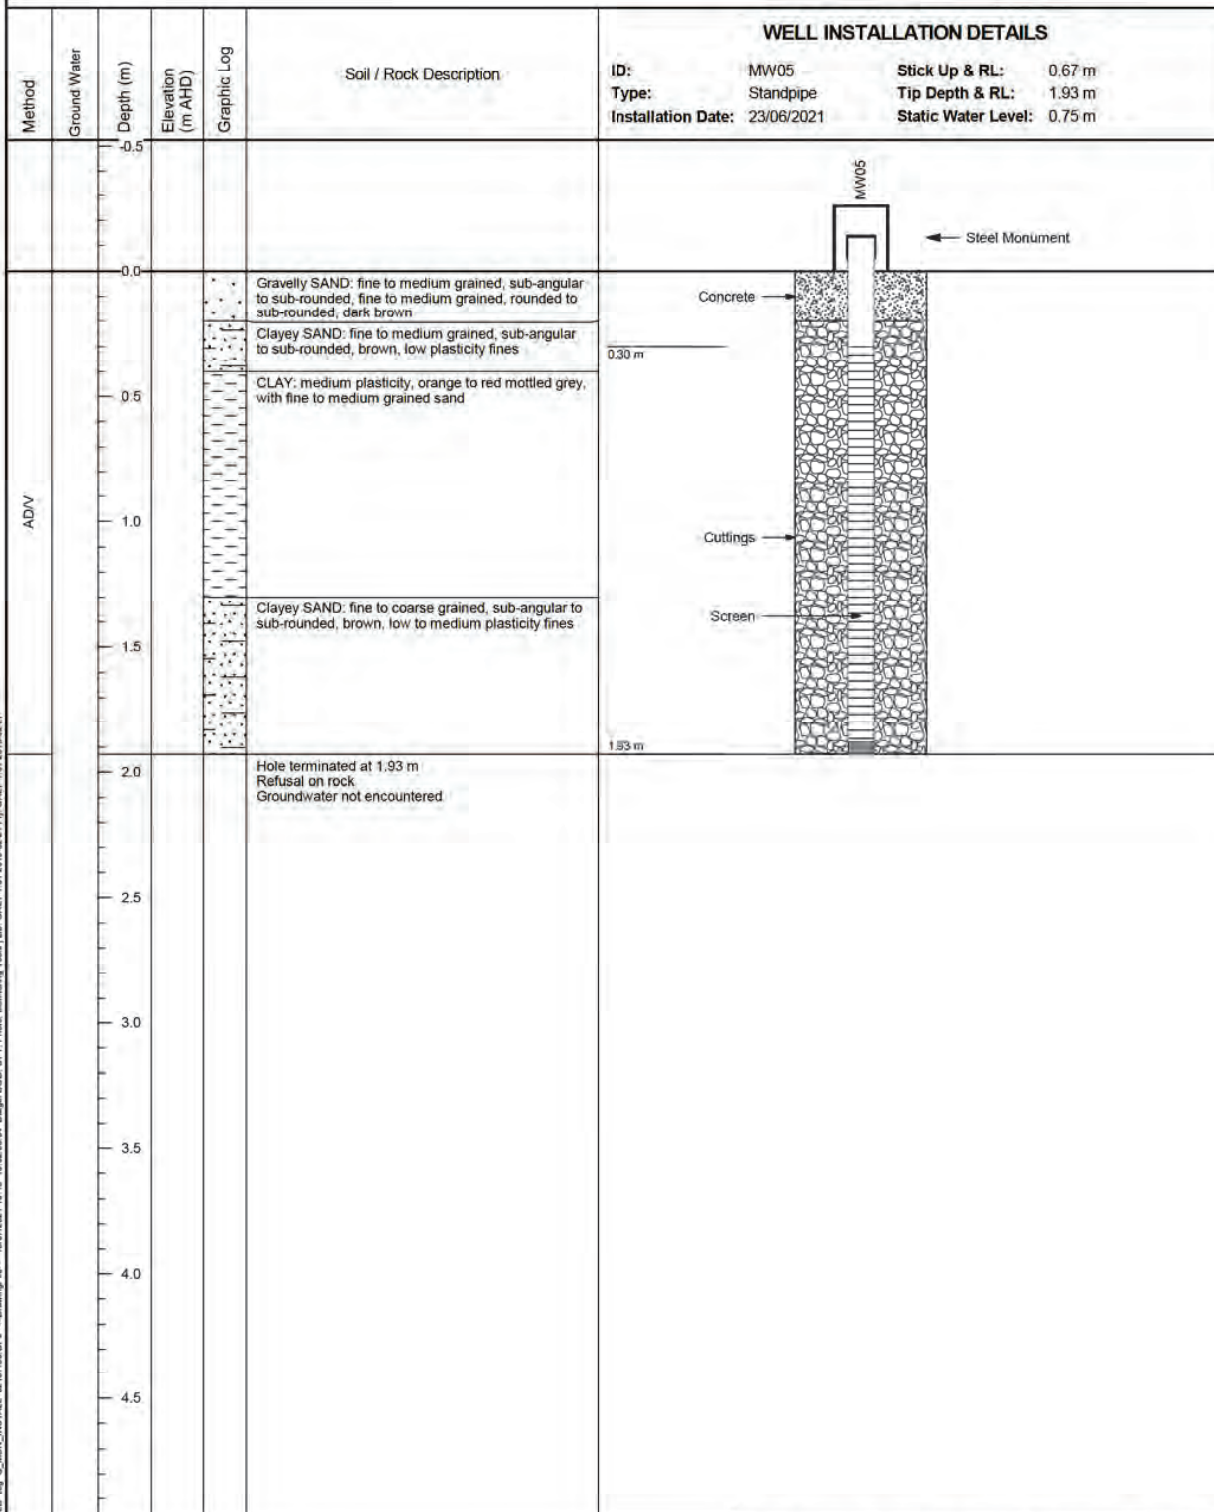 WELL INSTALLATION DETAILS
Method
Ground Water
Depth (m)
Elevation
(m AHD)
Graphic Log
Soil / Rock Description
ID: MW05 Stick Up & RL: 0.67 m
Type: Standpipe Tip Depth & RL: 1.93 m
Installation Date: 23/06/2021 Static Water Level: 0.75 m
-0.5
MW05
Steel Monument
0.0
Gravelly SAND: fine to medium grained, sub-angular
to sub-rounded, fine to medium grained, rounded to
sub-rounded, dark brown
Concrete
Clayey SAND: fine to medium grained, sub-angular
to sub-rounded, brown, low plasticity fines
0.30 m
CLAY: medium plasticity, orange to red mottled grey,
with fine to medium grained sand
0.5
AD/V
1.0
Cuttings
Clayey SAND: fine to coarse grained, sub-angular to
sub-rounded, brown, low to medium plasticity fines
Screen
1.5
1.93 m
Hole terminated at 1.93 m
Refusal on rock
Groundwater not encountered
2.0
2.5
3.0
3.5
4.0
4.5